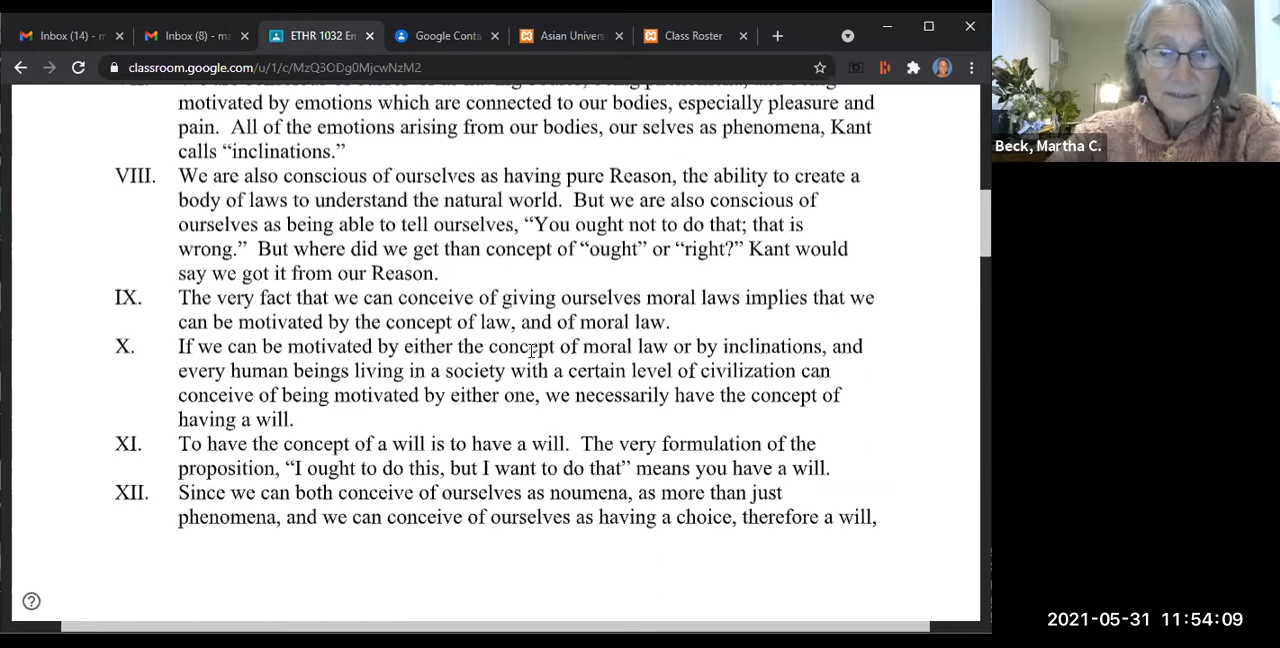 Inbox (14) - m
Inbox (8) - ma
ETHR 1032 En
Google Conta
Asian Univers
Class Roster
classroom.google.com/u/1/c/MzQ3ODg0MjcwNzM2
motivated by emotions which are connected to our bodies, especially pleasure and
pain. All of the emotions arising from our bodies, our selves as phenomena, Kant
calls “inclinations.”
VIII. We are also conscious of ourselves as having pure Reason, the ability to create a
body of laws to understand the natural world. But we are also conscious of
ourselves as being able to tell ourselves, “You ought not to do that; that is
wrong.” But where did we get than concept of “ought” or “right?” Kant would
say we got it from our Reason.
IX. The very fact that we can conceive of giving ourselves moral laws implies that we
can be motivated by the concept of law, and of moral law.
X. If we can be motivated by either the concept of moral law or by inclinations, and
every human beings living in a society with a certain level of civilization can
conceive of being motivated by either one, we necessarily have the concept of
having a will.
XI. To have the concept of a will is to have a will. The very formulation of the
proposition, “I ought to do this, but I want to do that” means you have a will.
XII. Since we can both conceive of ourselves as noumena, as more than just
phenomena, and we can conceive of ourselves as having a choice, therefore a will,
Beck, Martha C.
2021-05-31 11:54:09